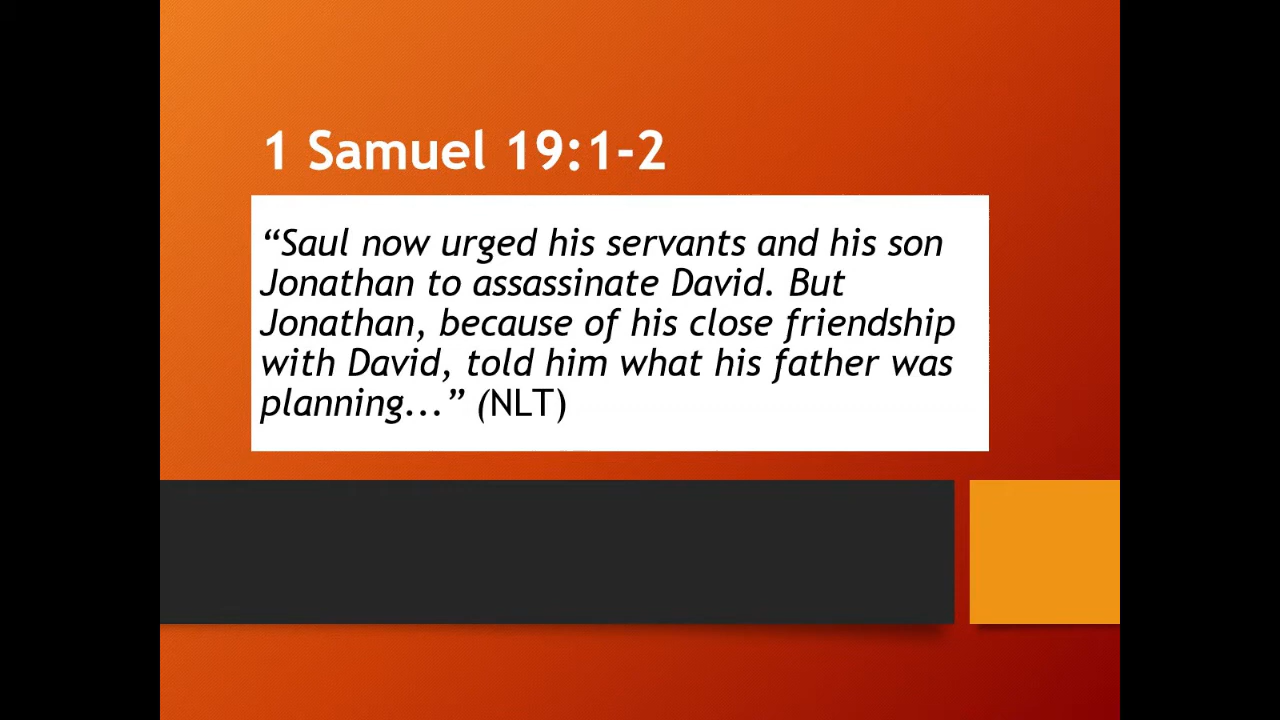 1 Samuel 19:1-2
“Saul now urged his servants and his son
Jonathan to assassinate David. But
Jonathan, because of his close friendship
with David, told him what his father was
planning...” (NLT)